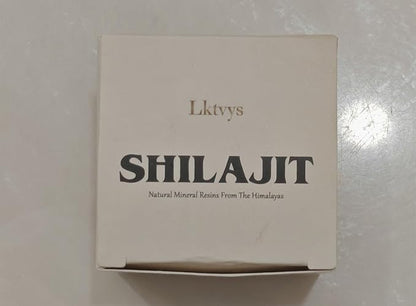 Lktvys
SHILAJIT
Natural Mineral Resins From The Himalayas